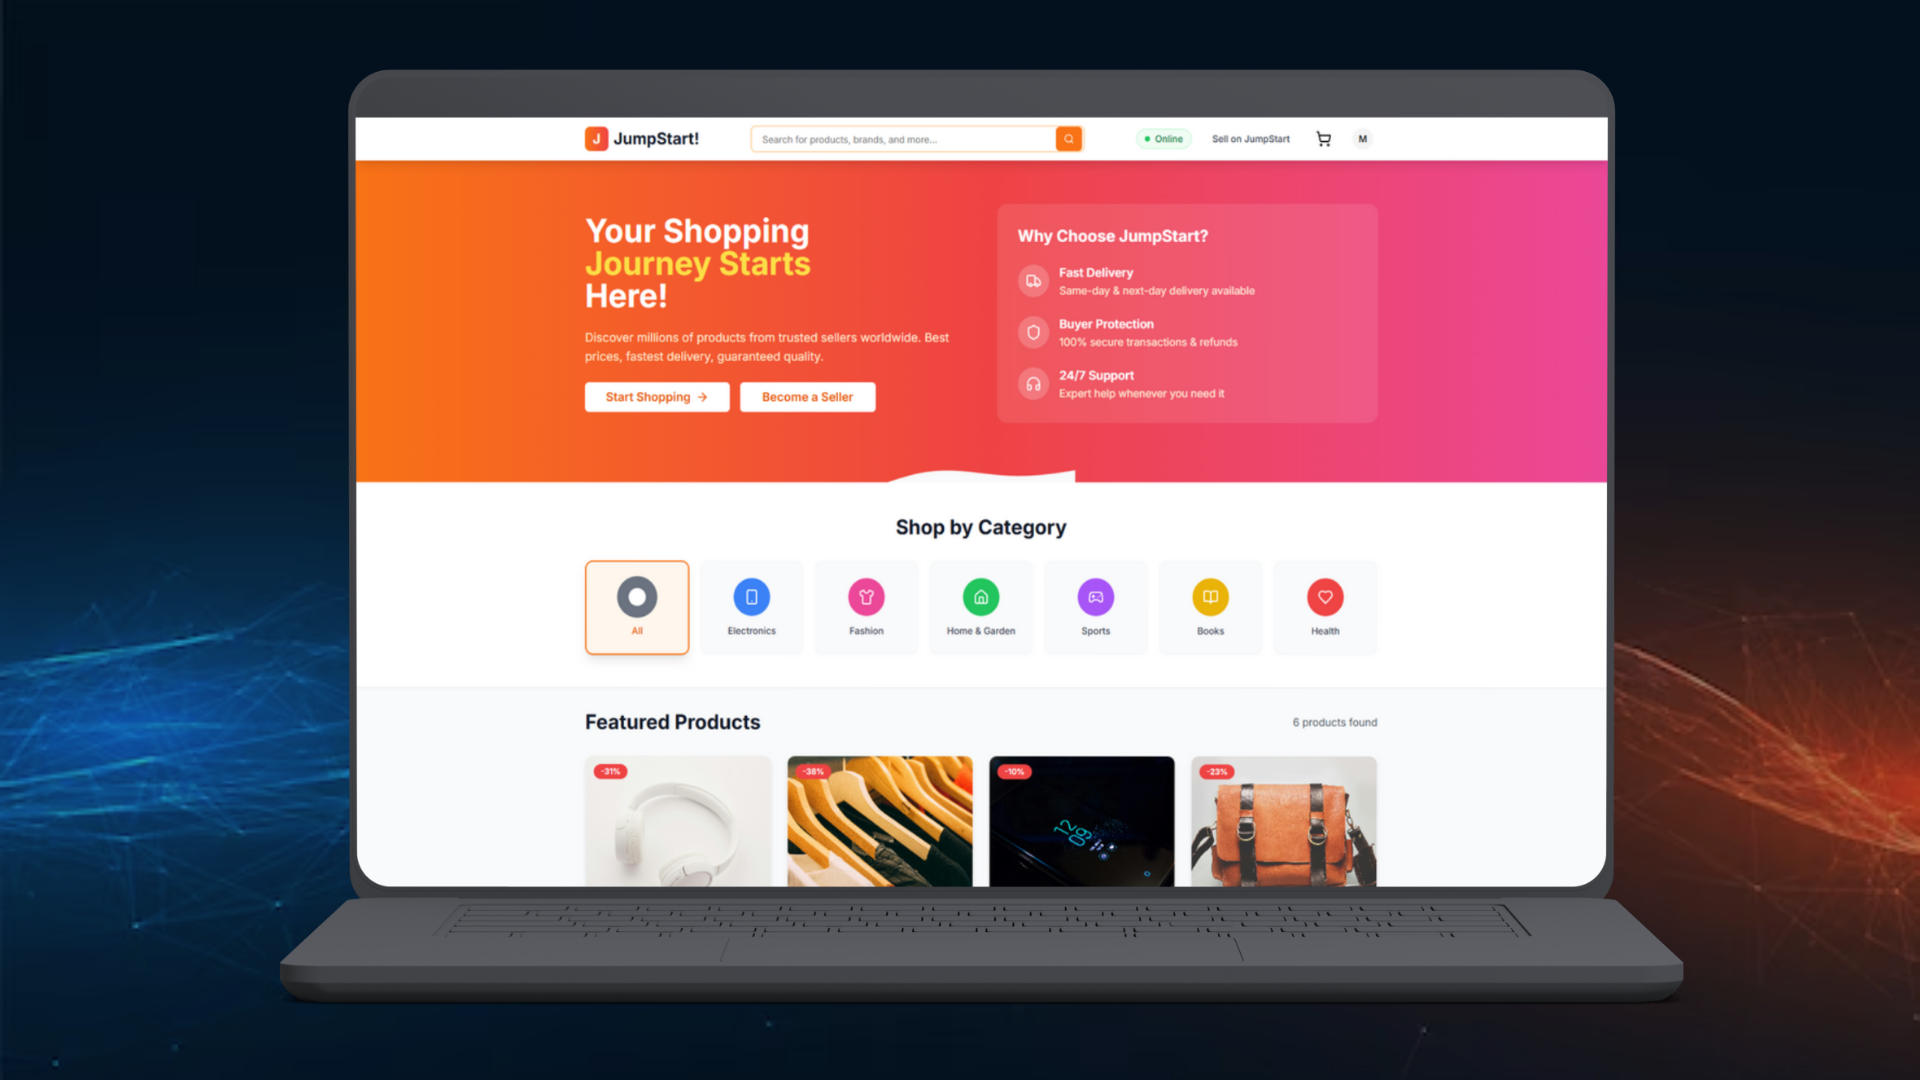 J JumpStart!
Search for products, brands, and more...
Online
Sell on JumpStart
M
Your Shopping
Journey Starts
Here!
Discover millions of products from trusted sellers worldwide. Best
prices, fastest delivery, guaranteed quality.
Start Shopping →
Become a Seller
Why Choose JumpStart?
Fast Delivery
Same-day & next-day delivery available
Buyer Protection
100% secure transactions & refunds
24/7 Support
Expert help whenever you need it
Shop by Category
All
Electronics
Fashion
Home & Garden
Sports
Books
Health
Featured Products
6 products found
-31%
-38%
-10%
-23%
12
09